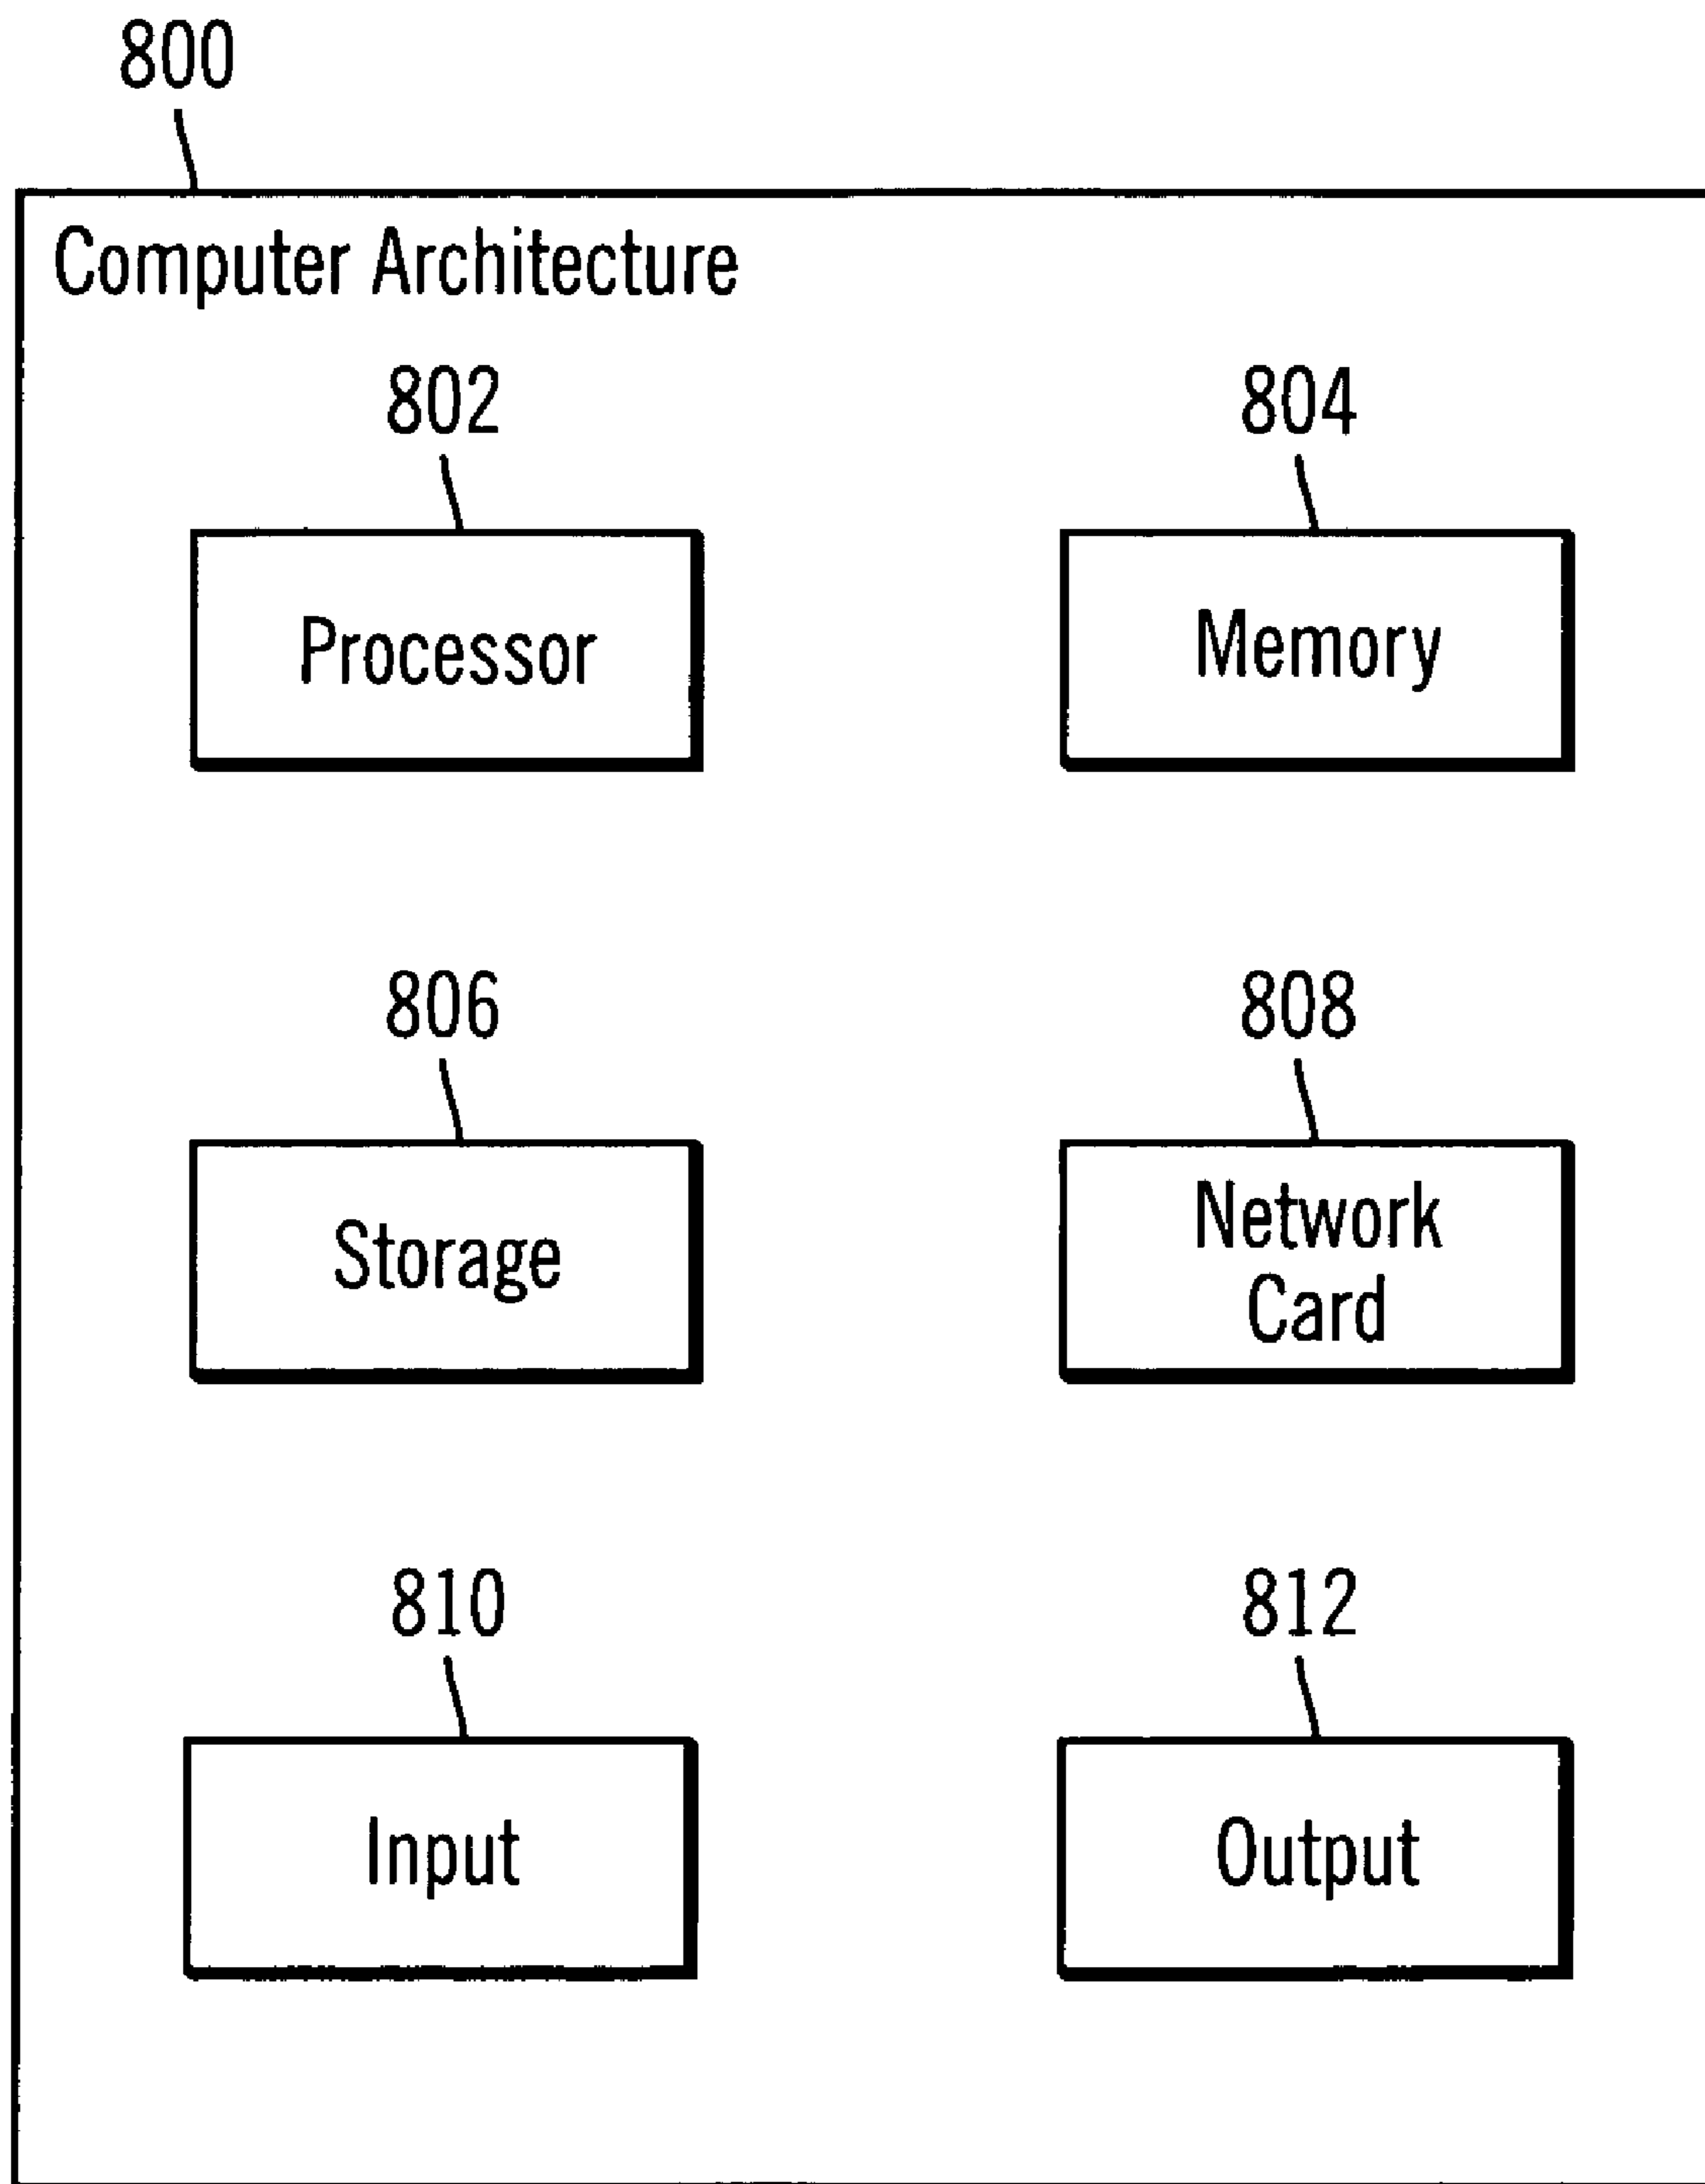 800
Computer Architecture
802
804
Processor
Memory
806
808
Storage
Network
Card
810
812
Input
Output